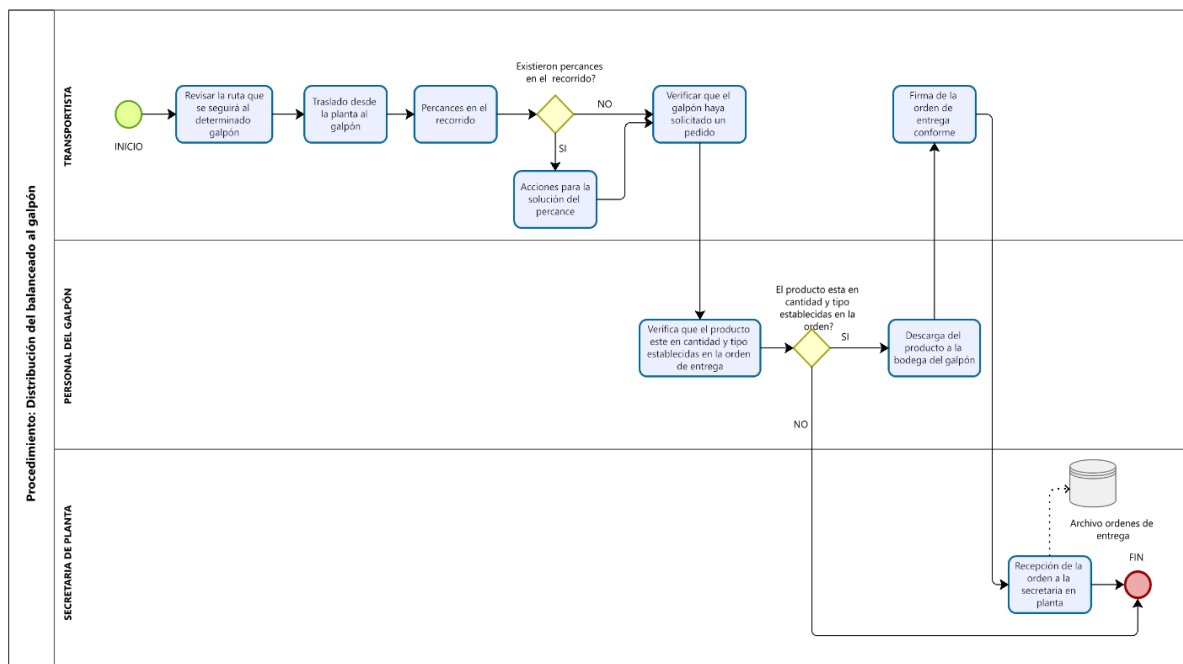 Procedimiento: Distribución del balanceado al galpón
TRANSPORTISTA
INICIO
Revisar la ruta que
se seguirá al
determinado
galpón
Traslado desde
la planta al
galpón
Percances en el
recorrido
Existieron percances
en el recorrido?
NO
SI
Acciones para la
solución del
percance
Verificar que el
galpón haya
solicitado un
pedido
Firma de la
orden de
entrega
conforme
PERSONAL DEL GALPÓN
Verifica que el producto
este en cantidad y tipo
establecidas en la orden
de entrega
El producto esta en
cantidad y tipo
establecidas en la
orden?
SI
NO
Descarga del
producto a la
bodega del galpón
SECRETARIA DE PLANTA
Archivo ordenes de
entrega
Recepción de la
orden a la
secretaria en
planta
FIN